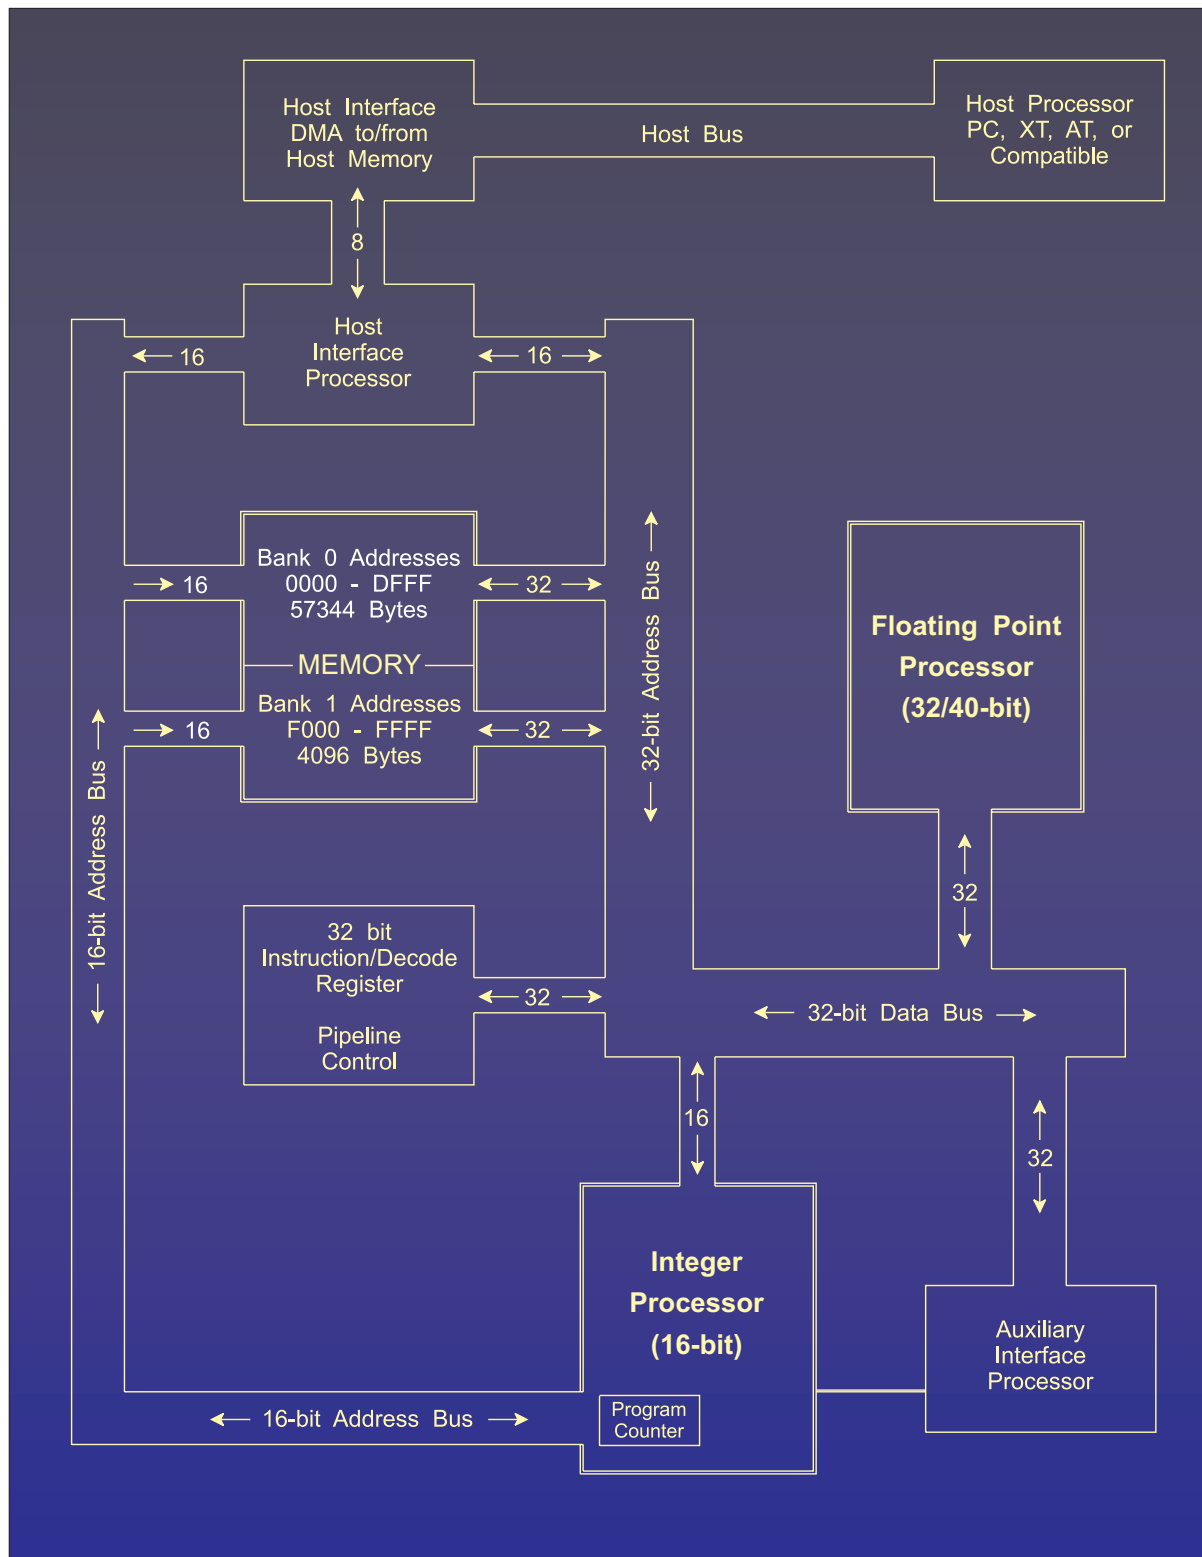 Host Interface
DMA to/from
Host Memory
Host Bus
Host Processor
PC, XT, AT, or
Compatible
8
Host
Interface
Processor
16
16
Bank 0 Addresses
0000 - DFFF
57344 Bytes
16
32
MEMORY
Bank 1 Addresses
F000 - FFFF
4096 Bytes
16
32
32-bit Address Bus
Floating Point
Processor
(32/40-bit)
16-bit Address Bus
32
32 bit
Instruction/Decode
Register
Pipeline
Control
32
32-bit Data Bus
16
32
Integer
Processor
(16-bit)
Auxiliary
Interface
Processor
16-bit Address Bus
Program
Counter